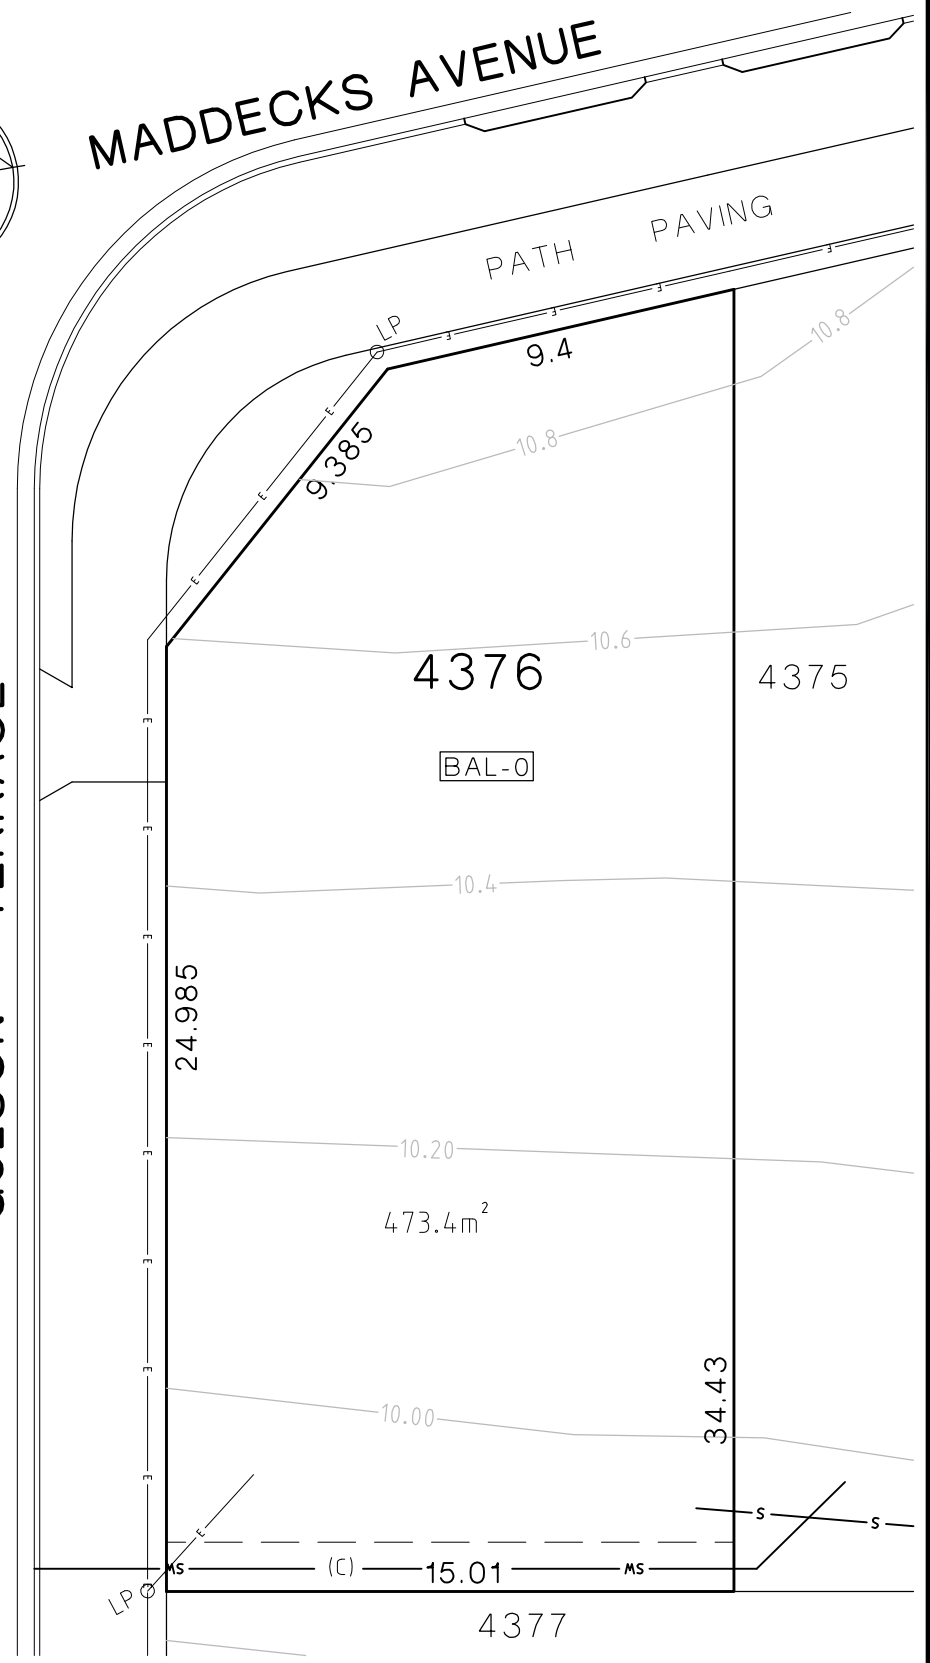 MADDECKS AVENUE
PATH PAVING
LP
E
E
E
E
E
E
E
9.4
9.385
10.8
10.8
10.6
4376
4375
BAL-0
10.4
24.985
10.20
473.4m²
34.43
10.00
E
E
E
E
E
E
E
E
S
S
E
MS
(C)
15.01
MS
LP
4377